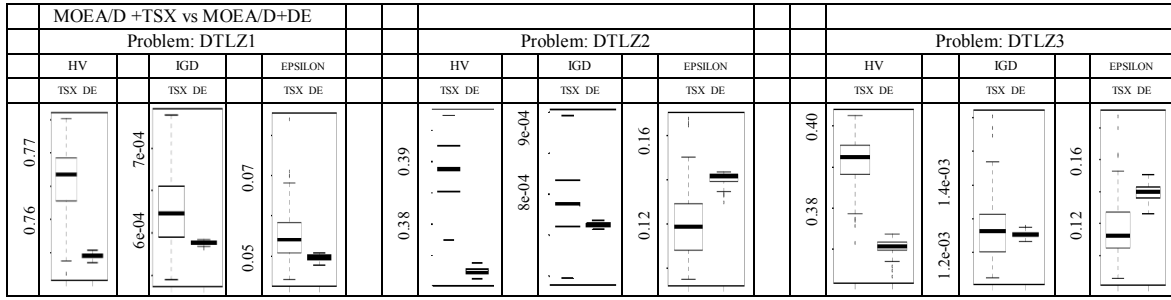 MOEA/D +TSX vs MOEA/D+DE
Problem: DTLZ1 Problem: DTLZ2 Problem: DTLZ3
HV IGD EPSILON HV IGD EPSILON HV IGD EPSILON
TSX DE TSX DE TSX DE TSX DE TSX DE TSX DE TSX DE TSX DE TSX DE
0.77 7e-04 0.07 0.39 9e-04 0.16 0.40 1.4e-03 0.16
0.76 6e-04 0.05 0.38 8e-04 0.12 0.38 1.2e-03 0.12